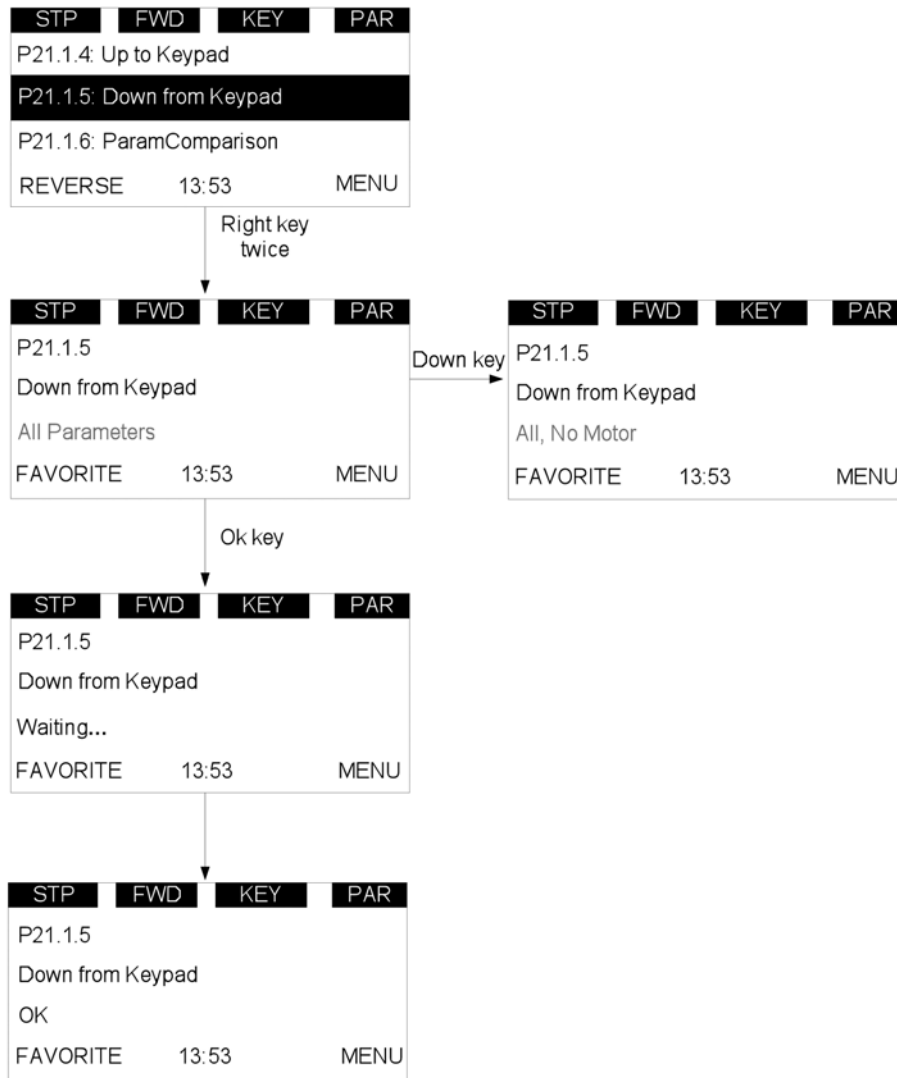 STP FWD KEY PAR
P21.1.4: Up to Keypad
P21.1.5: Down from Keypad
P21.1.6: ParamComparison
REVERSE 13:53 MENU
Right key
twice
STP FWD KEY PAR
P21.1.5
Down from Keypad
All Parameters
FAVORITE 13:53 MENU
Down key
STP FWD KEY PAR
P21.1.5
Down from Keypad
All, No Motor
FAVORITE 13:53 MENU
Ok key
STP FWD KEY PAR
P21.1.5
Down from Keypad
Waiting...
FAVORITE 13:53 MENU
STP FWD KEY PAR
P21.1.5
Down from Keypad
OK
FAVORITE 13:53 MENU